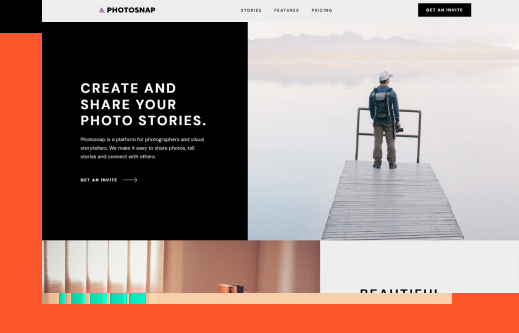 PHOTOSNAP
STORIES FEATURES PRICING
GET AN INVITE
CREATE AND
SHARE YOUR
PHOTO STORIES.
Photosnap is a platform for photographers and visual
storytellers. We make it easy to share photos, tell
stories and connect with others.
GET AN INVITE
BEAUTIFUL